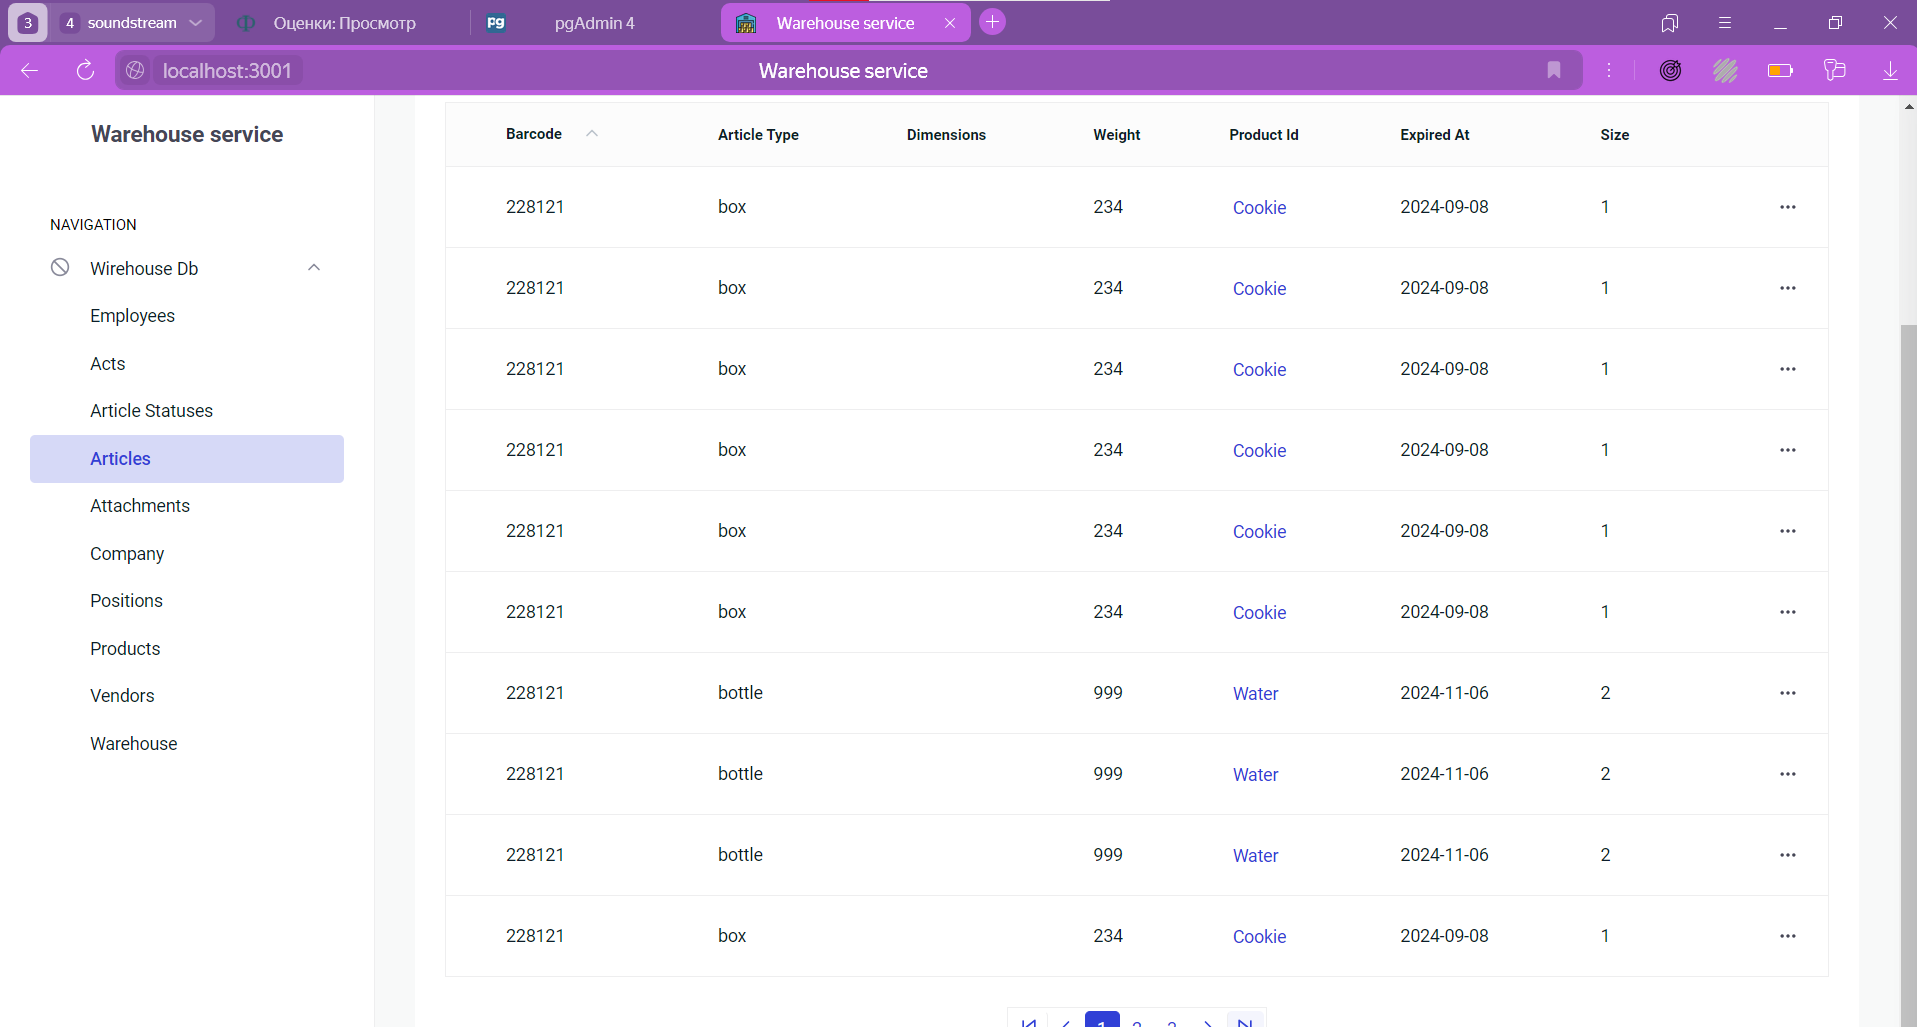 3 4 soundstream Оценки: Просмотр pgAdmin 4 Warehouse service
localhost:3001 Warehouse service
Warehouse service
NAVIGATION
Wirehouse Db
Employees
Acts
Article Statuses
Articles
Attachments
Company
Positions
Products
Vendors
Warehouse
Barcode Article Type Dimensions Weight Product Id Expired At Size
228121 box 234 Cookie 2024-09-08 1
228121 box 234 Cookie 2024-09-08 1
228121 box 234 Cookie 2024-09-08 1
228121 box 234 Cookie 2024-09-08 1
228121 box 234 Cookie 2024-09-08 1
228121 box 234 Cookie 2024-09-08 1
228121 bottle 999 Water 2024-11-06 2
228121 bottle 999 Water 2024-11-06 2
228121 bottle 999 Water 2024-11-06 2
228121 box 234 Cookie 2024-09-08 1
1 2 3